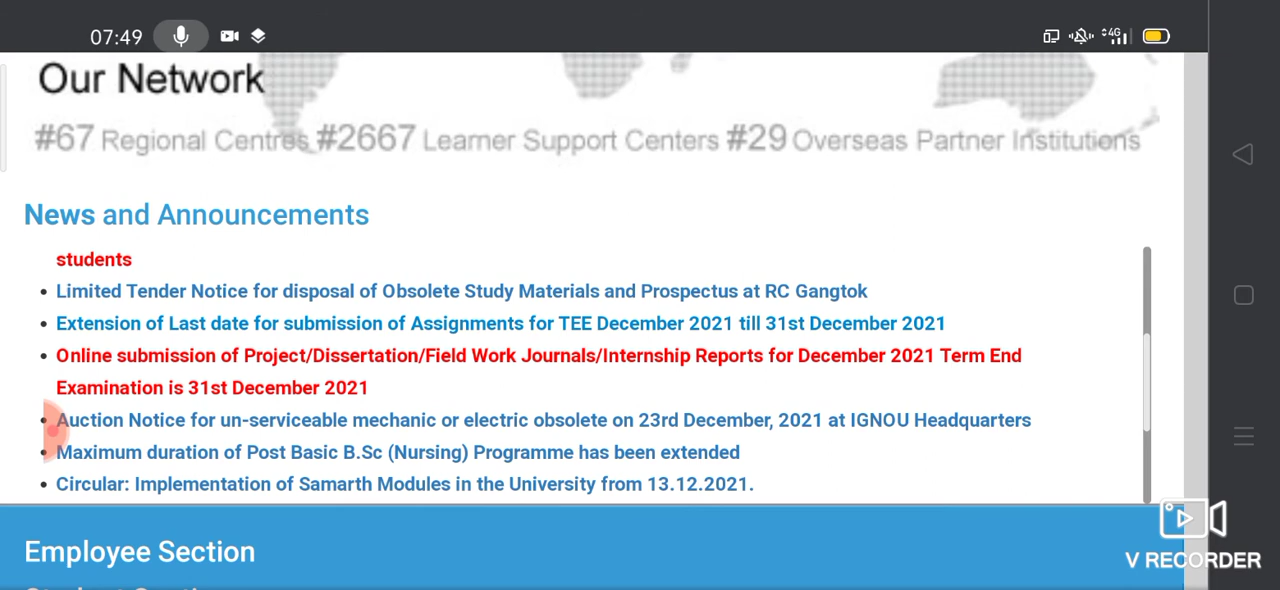 07:49
4G
Our Network
#67 Regional Centres #2667 Learner Support Centers #29 Overseas Partner Institutions
News and Announcements
students
Limited Tender Notice for disposal of Obsolete Study Materials and Prospectus at RC Gangtok
Extension of Last date for submission of Assignments for TEE December 2021 till 31st December 2021
Online submission of Project/Dissertation/Field Work Journals/Internship Reports for December 2021 Term End
Examination is 31st December 2021
Auction Notice for un-serviceable mechanic or electric obsolete on 23rd December, 2021 at IGNOU Headquarters
Maximum duration of Post Basic B.Sc (Nursing) Programme has been extended
Circular: Implementation of Samarth Modules in the University from 13.12.2021.
Employee Section
V RECORDER